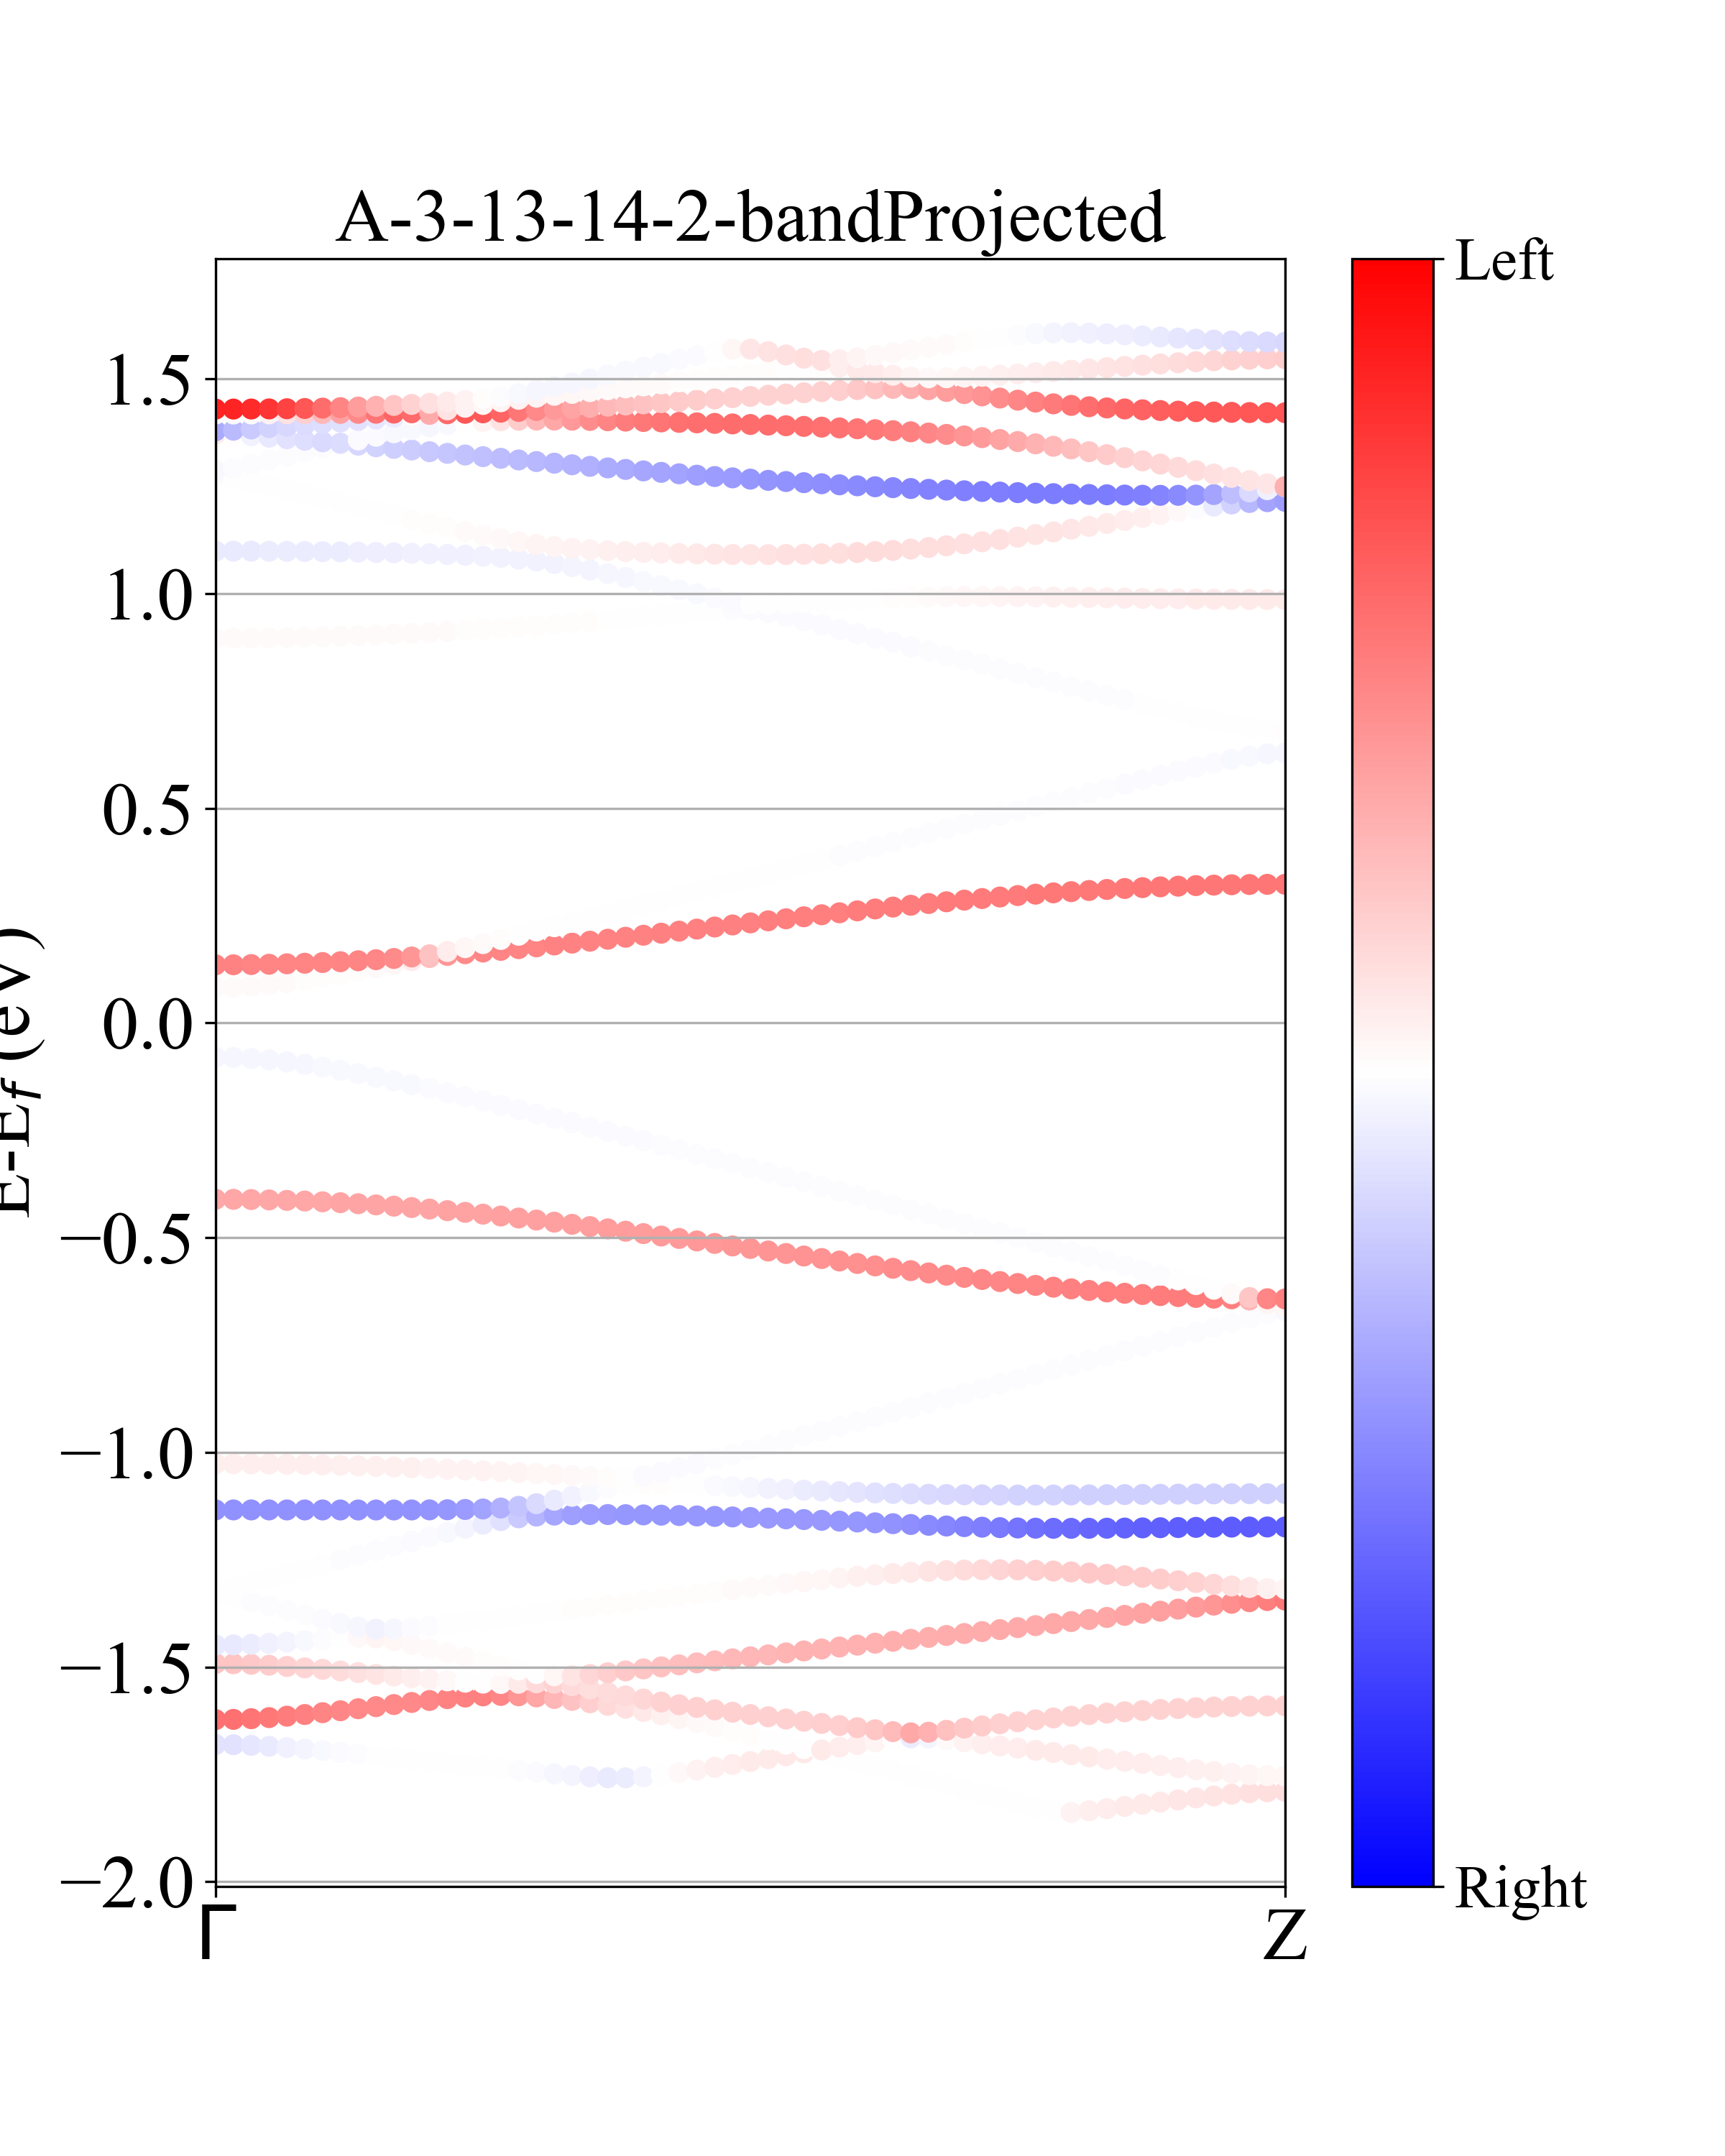 A-3-13-14-2-bandProjected
Left
1.5
1.0
0.5
0.0
E-Ef (eV)
−0.5
−1.0
−1.5
−2.0
Right
Γ
Z